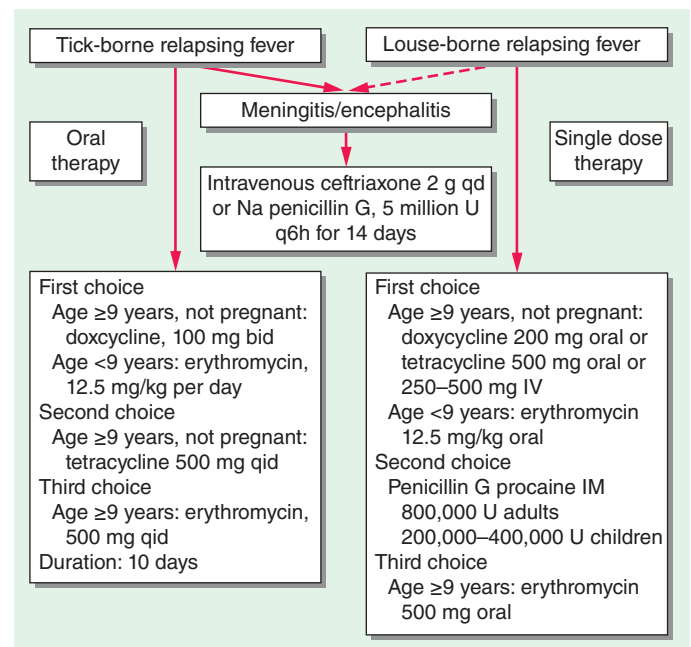 Tick-borne relapsing fever
Louse-borne relapsing fever
Meningitis/encephalitis
Oral
therapy
Single dose
therapy
Intravenous ceftriaxone 2 g qd
or Na penicillin G, 5 million U
q6h for 14 days
First choice
Age ≥9 years, not pregnant:
doxcycline, 100 mg bid
Age <9 years: erythromycin,
12.5 mg/kg per day
Second choice
Age ≥9 years, not pregnant:
tetracycline 500 mg qid
Third choice
Age ≥9 years: erythromycin,
500 mg qid
Duration: 10 days
First choice
Age ≥9 years, not pregnant:
doxycycline 200 mg oral or
tetracycline 500 mg oral or
250–500 mg IV
Age <9 years: erythromycin
12.5 mg/kg oral
Second choice
Penicillin G procaine IM
800,000 U adults
200,000–400,000 U children
Third choice
Age ≥9 years: erythromycin
500 mg oral